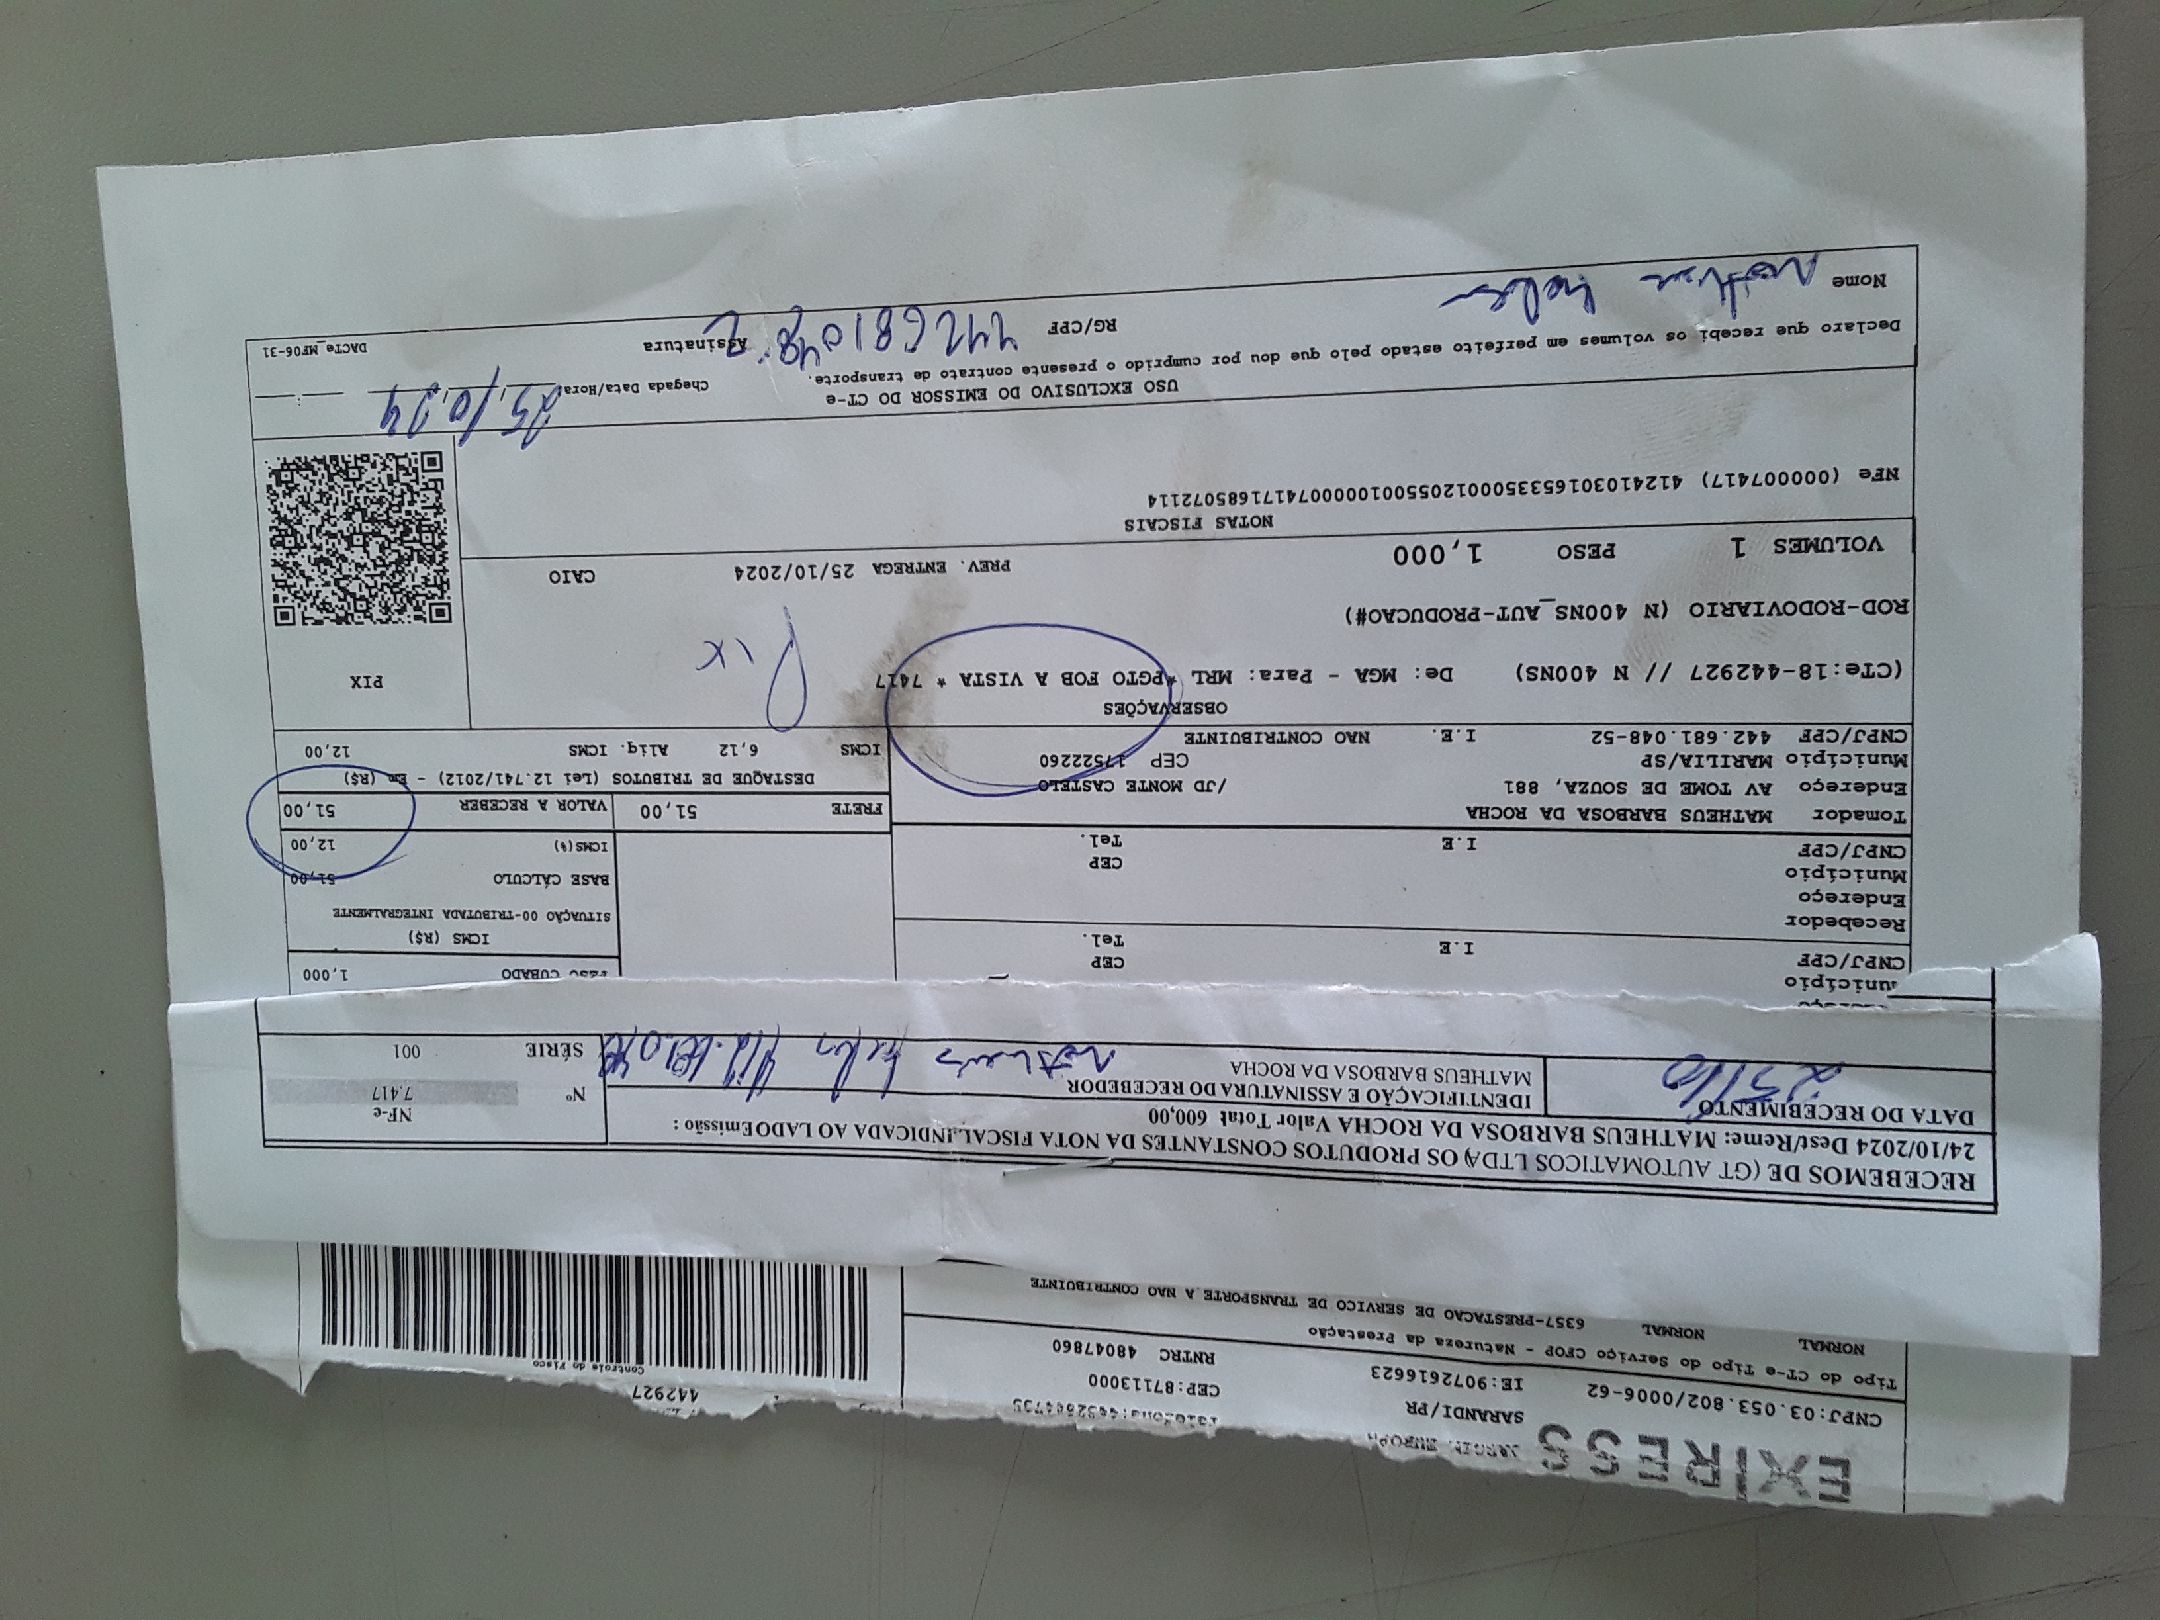 EXPRESS
SARANDI/PR CEP:87113000
CNPJ:03.053.802/0006-62 IE:9072616623 RNTRC 48047860
442927
Controle do Fisco
Tipo do CT-e Tipo do Serviço CFOP - Natureza da Prestação
NORMAL NORMAL 6357-PRESTACAO DE SERVICO DE TRANSPORTE A NAO CONTRIBUINTE
RECEBEMOS DE (GT AUTOMATICOS LTDA) OS PRODUTOS CONSTANTES DA NOTA FISCAL INDICADA AO LADOEmissão :
24/10/2024 Dest/Reme: MATHEUS BARBOSA DA ROCHA Valor Total 600,00
DATA DO RECEBIMENTO
25/10
IDENTIFICAÇÃO E ASSINATURA DO RECEBEDOR
MATHEUS BARBOSA DA ROCHA
NF-e
Nº 7.417
SÉRIE 001
Município CEP
CNPJ/CPF I.E Tel.
PESO CUBADO 1,000
Recebedor
Endereço
Município CEP
CNPJ/CPF I.E Tel.
ICMS (R$)
SITUAÇÃO 00-TRIBUTADA INTEGRALMENTE
BASE CÁLCULO 51,00
ICMS(%) 12,00
Tomador MATHEUS BARBOSA DA ROCHA
Endereço AV TOME DE SOUZA, 881 /JD MONTE CASTELO
Município MARILIA/SP CEP 17522260
CNPJ/CPF 442.681.048-52 I.E. NAO CONTRIBUINTE
FRETE 51,00 VALOR A RECEBER 51,00
DESTAQUE DE TRIBUTOS (Lei 12.741/2012) - Em (R$)
ICMS 6,12 Aliq. ICMS 12,00
OBSERVAÇÕES
(CTe:18-442927 // N 400NS) De: MGA - Para: MRL *PGTO FOB A VISTA * 7417
Pix
PIX
ROD-RODOVIARIO (N 400NS_AUT-PRODUCAO#)
VOLUMES 1 PESO 1,000 PREV. ENTREGA 25/10/2024 CAIO
NOTAS FISCAIS
NFe (000007417) 41241030165335000120550010000074171685072114
USO EXCLUSIVO DO EMISSOR DO CT-e
Declaro que recebi os volumes em perfeito estado pelo que dou por cumprido o presente contrato de transporte.
Chegada Data/Hora 25/10/24
Nome RG/CPF Assinatura
DACTe_MF06-31